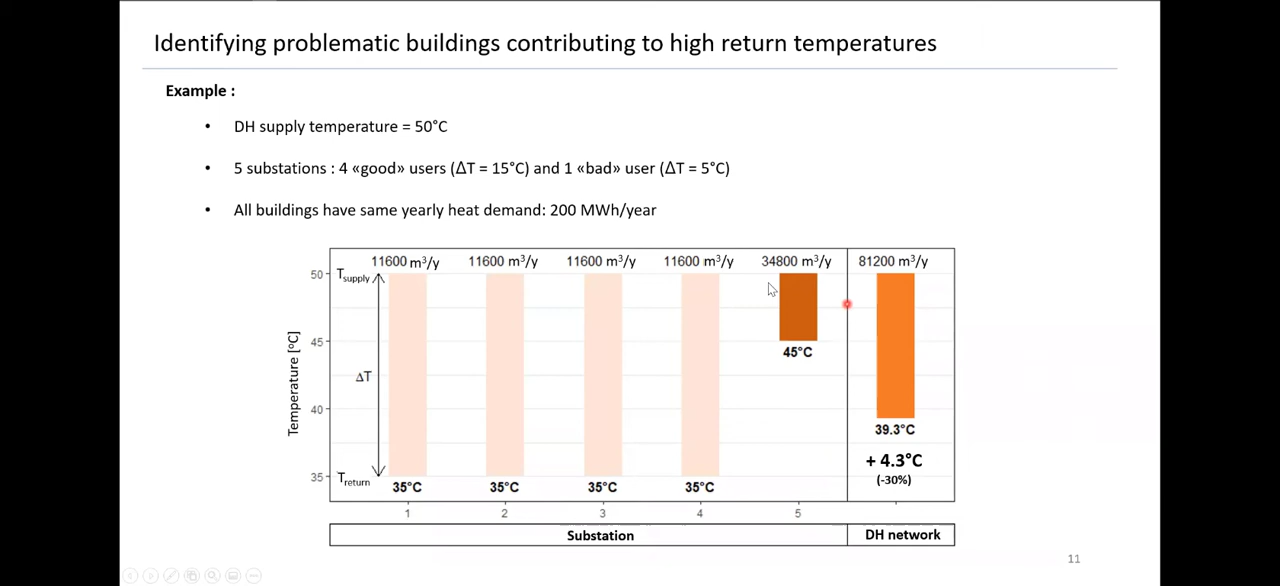 Identifying problematic buildings contributing to high return temperatures
Example :
• DH supply temperature = 50°C
• 5 substations : 4 «good» users (ΔT = 15°C) and 1 «bad» user (ΔT = 5°C)
• All buildings have same yearly heat demand: 200 MWh/year
11600 m³/y 11600 m³/y 11600 m³/y 11600 m³/y 34800 m³/y 81200 m³/y
50 Tsupply
45
45°C
ΔT
Temperature [°C]
40
39.3°C
+ 4.3°C
(-30%)
35 Treturn 35°C 35°C 35°C 35°C
1 2 3 4 5
Substation DH network
11